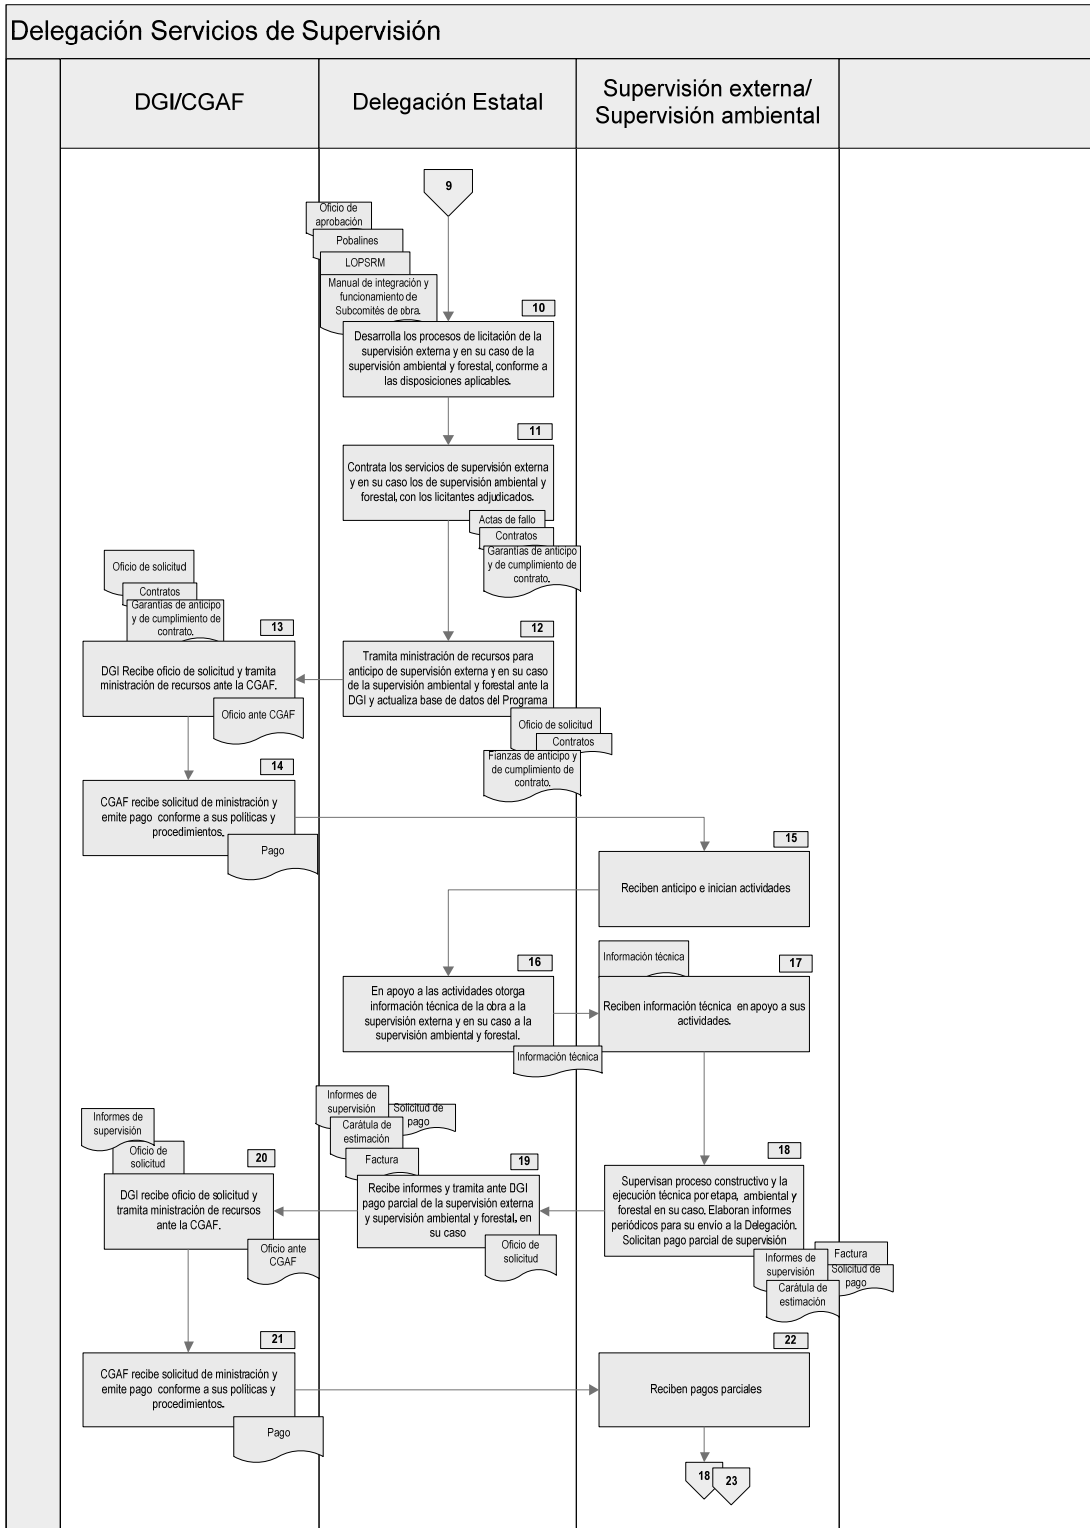 Delegación Servicios de Supervisión
DGI/CGAF
Delegación Estatal
Supervisión externa/
Supervisión ambiental
9
Oficio de
aprobación
Pobalines
LOPSRM
Manual de integración y
funcionamiento de
Subcomités de obra.
10
Desarrolla los procesos de licitación de la
supervisión externa y en su caso de la
supervisión ambiental y forestal, conforme a
las disposiciones aplicables.
11
Contrata los servicios de supervisión externa
y en su caso los de supervisión ambiental y
forestal, con los licitantes adjudicados.
Actas de fallo
Contratos
Garantías de anticipo
y de cumplimiento de
contrato.
12
Tramita ministración de recursos para
anticipo de supervisión externa y en su caso
de la supervisión ambiental y forestal ante la
DGI y actualiza base de datos del Programa
Oficio de solicitud
Contratos
Fianzas de anticipo y
de cumplimiento de
contrato.
Oficio de solicitud
Contratos
Garantías de anticipo
y de cumplimiento de
contrato.
13
DGI Recibe oficio de solicitud y tramita
ministración de recursos ante la CGAF.
Oficio ante CGAF
14
CGAF recibe solicitud de ministración y
emite pago conforme a sus políticas y
procedimientos.
Pago
15
Reciben anticipo e inician actividades
16
En apoyo a las actividades otorga
información técnica de la obra a la
supervisión externa y en su caso a la
supervisión ambiental y forestal.
Información técnica
Información técnica
17
Reciben información técnica en apoyo a sus
actividades.
18
Supervisan proceso constructivo y la
ejecución técnica por etapa, ambiental y
forestal en su caso. Elaboran informes
periódicos para su envío a la Delegación.
Solicitan pago parcial de supervisión
Informes de
supervisión
Factura
Solicitud de
pago
Carátula de
estimación
Informes de
supervisión
Solicitud de
pago
Carátula de
estimación
Factura
19
Recibe informes y tramita ante DGI
pago parcial de la supervisión externa
y supervisión ambiental y forestal, en
su caso
Oficio de
solicitud
Informes de
supervisión
Oficio de
solicitud
20
DGI recibe oficio de solicitud y
tramita ministración de recursos
ante la CGAF.
Oficio ante
CGAF
21
CGAF recibe solicitud de ministración y
emite pago conforme a sus políticas y
procedimientos.
Pago
22
Reciben pagos parciales
18
23